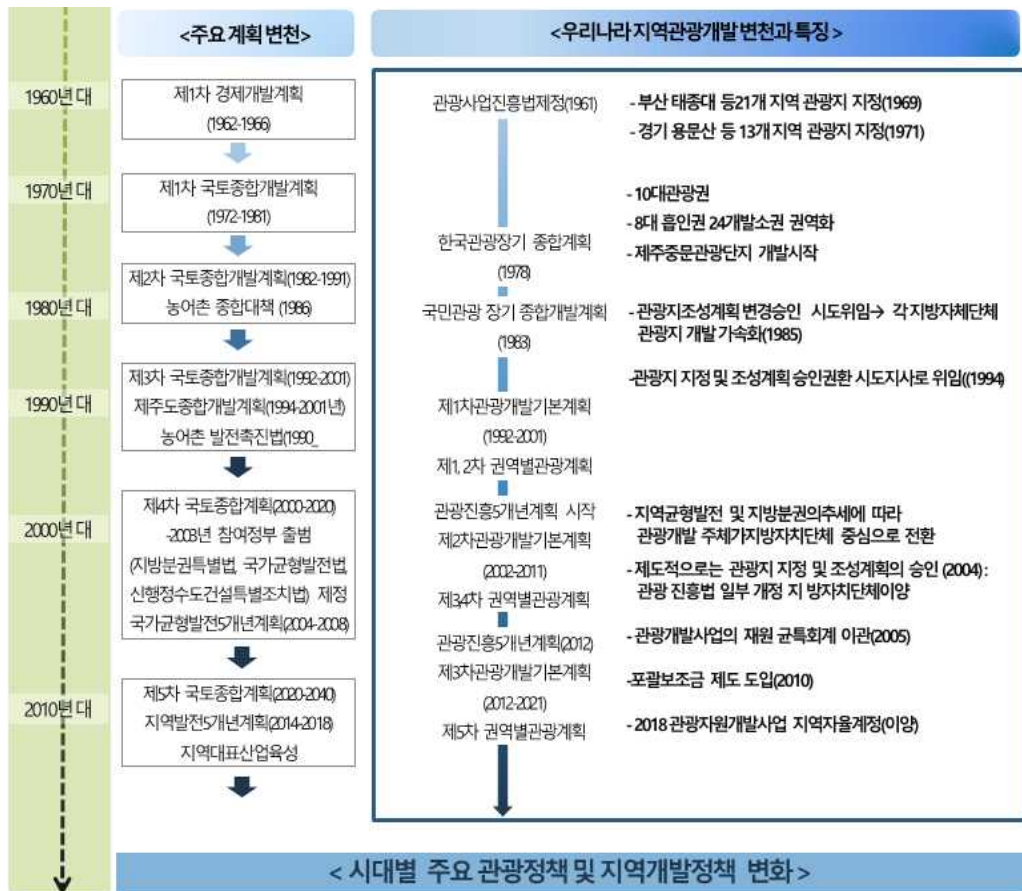 <주요 계획 변천>
<우리나라 지역관광개발 변천과 특징>
1960년대
제1차 경제개발계획
(1962-1966)
관광사업진흥법제정(1961)
- 부산 태종대 등21개 지역 관광지 지정(1969)
- 경기 용문산 등 13개 지역 관광지 지정(1971)
1970년대
제1차 국토종합개발계획
(1972-1981)
한국관광장기 종합계획
(1978)
- 10대관광권
- 8대 흡인권 24개발소권 권역화
- 제주중문관광단지 개발시작
1980년대
제2차 국토종합개발계획(1982-1991)
농어촌 종합대책 (1986)
국민관광 장기 종합개발계획
(1983)
- 관광지조성계획 변경승인 시도위임→ 각 지방자체단체
관광지 개발 가속화(1985)
-관광지 지정 및 조성계획 승인권환 시도지사로 위임((1994)
1990년대
제3차 국토종합개발계획(1992-2001)
제주도종합개발계획(1994-2001년)
농어촌 발전촉진법(1990_
제1차관광개발기본계획
(1992-2001)
제1, 2차 권역별관광계획
2000년대
제4차 국토종합계획(2000-2020)
-2003년 참여정부 출범
(지방분권특별법, 국가균형발전법,
신행정수도건설특별조치법) 제정
국가균형발전5개년계획(2004-2008)
관광진흥5개년계획 시작
제2차관광개발기본계획
(2002-2011)
제3,4차 권역별관광계획
- 지역균형발전 및 지방분권의추세에 따라
관광개발 주체가지방자치단체 중심으로 전환
- 제도적으로는 관광지 지정 및 조성계획의 승인 (2004) :
관광 진흥법 일부 개정 지 방자치단체이양
- 관광개발사업의 재원 균특회계 이관(2005)
2010년대
제5차 국토종합계획(2020-2040)
지역발전5개년계획(2014-2018)
지역대표산업육성
관광진흥5개년계획(2012)
제3차관광개발기본계획
(2012-2021)
제5차 권역별관광계획
-포괄보조금 제도 도입(2010)
- 2018 관광자원개발사업 지역자율계정(이양)
< 시대별 주요 관광정책 및 지역개발정책 변화>